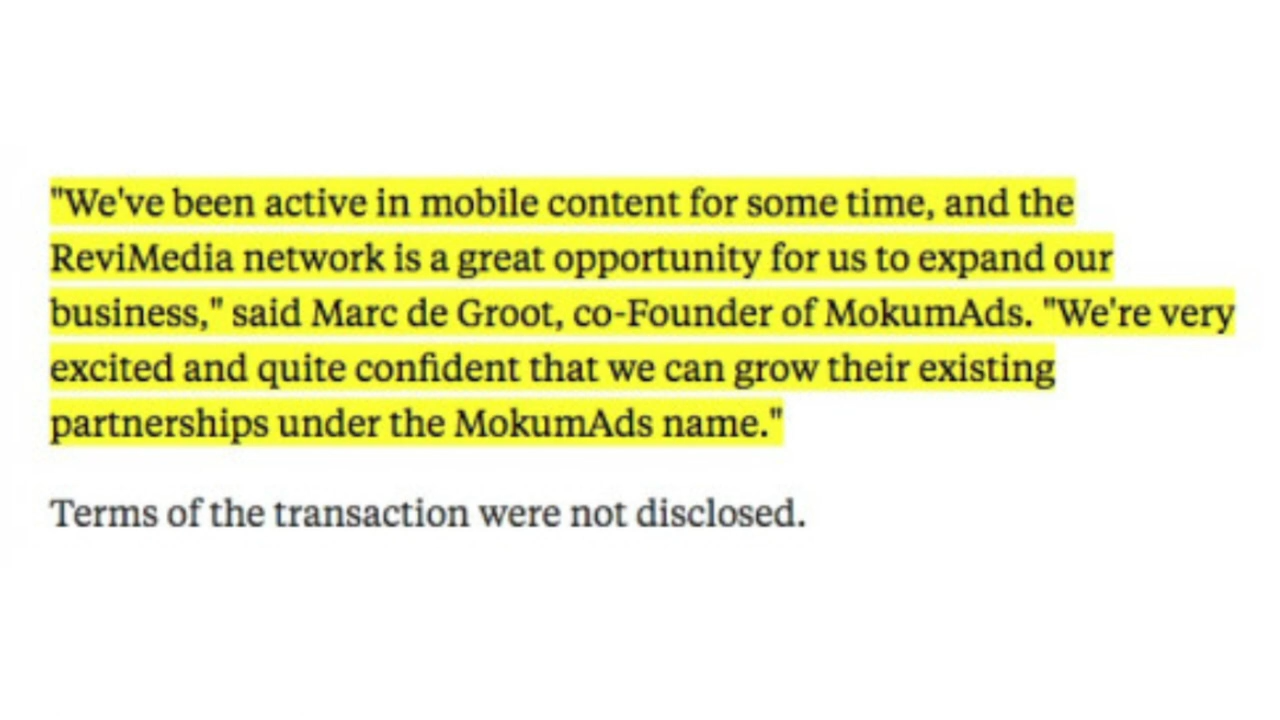 "We've been active in mobile content for some time, and the
ReviMedia network is a great opportunity for us to expand our
business," said Marc de Groot, co-Founder of MokumAds. "We're very
excited and quite confident that we can grow their existing
partnerships under the MokumAds name."
Terms of the transaction were not disclosed.